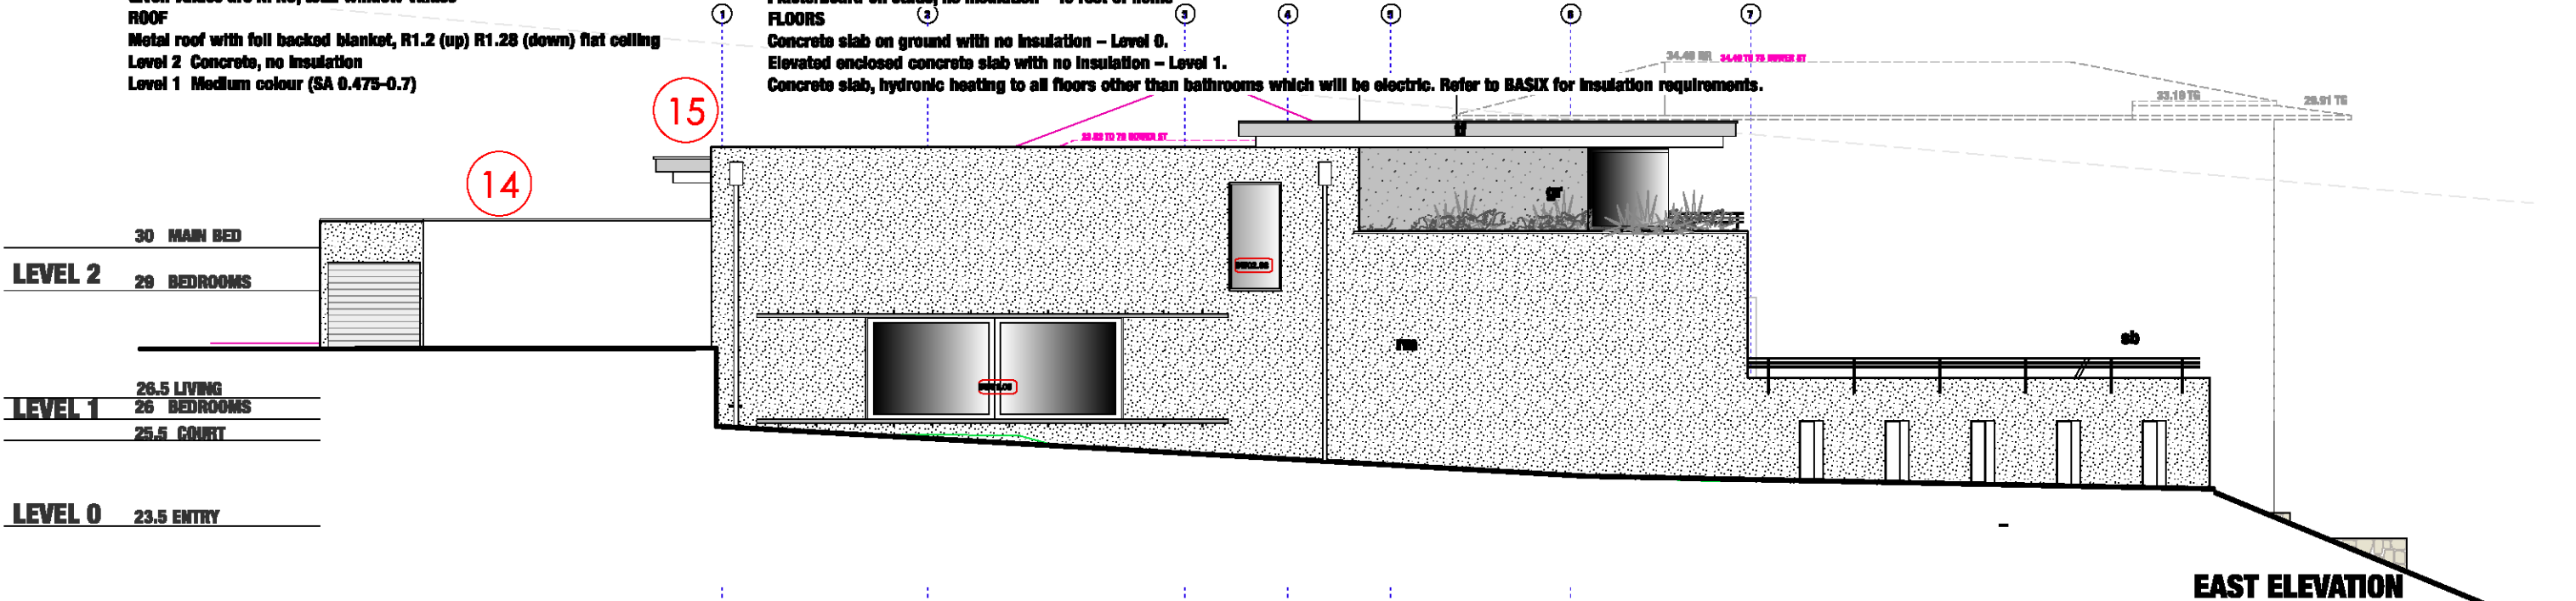 ROOF
Metal roof with foil backed blanket, R1.2 (up) R1.28 (down) flat ceiling
Level 2 Concrete, no insulation
Level 1 Medium colour (SA 0.475-0.7)
FLOORS
Concrete slab on ground with no insulation – Level 0.
Elevated enclosed concrete slab with no insulation – Level 1.
Concrete slab, hydronic heating to all floors other than bathrooms which will be electric. Refer to BASIX for insulation requirements.
1
2
3
4
5
6
7
33.19 TG
15
14
30 MAIN BED
LEVEL 2
29 BEDROOMS
gr
sb
26.5 LIVING
LEVEL 1
26 BEDROOMS
25.5 COURT
LEVEL 0
23.5 ENTRY
EAST ELEVATION